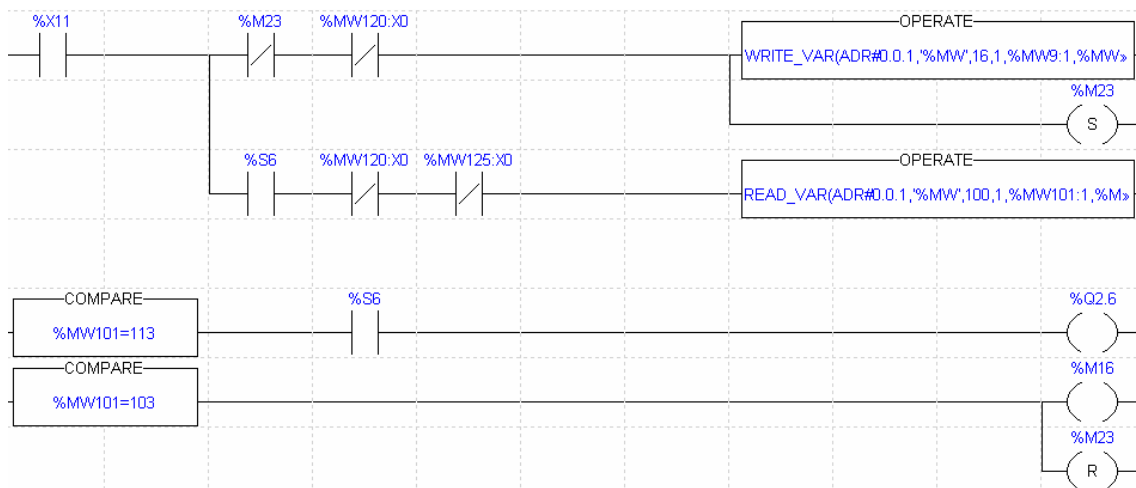 %X11 %M23 %MW120:X0 OPERATE
WRITE_VAR(ADR#0.0.1,'%MW',16,1,%MW9:1,%MW»
%M23
S
%S6 %MW120:X0 %MW125:X0 OPERATE
READ_VAR(ADR#0.0.1,'%MW',100,1,%MW101:1,%M»
COMPARE %S6 %Q2.6
%MW101=113
COMPARE %M16
%MW101=103
%M23
R